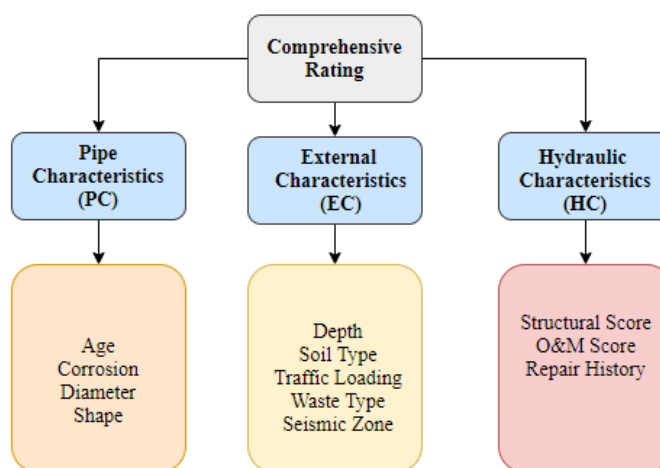 Comprehensive
Rating
Pipe
Characteristics
(PC)
External
Characteristics
(EC)
Hydraulic
Characteristics
(HC)
Age
Corrosion
Diameter
Shape
Depth
Soil Type
Traffic Loading
Waste Type
Seismic Zone
Structural Score
O&M Score
Repair History